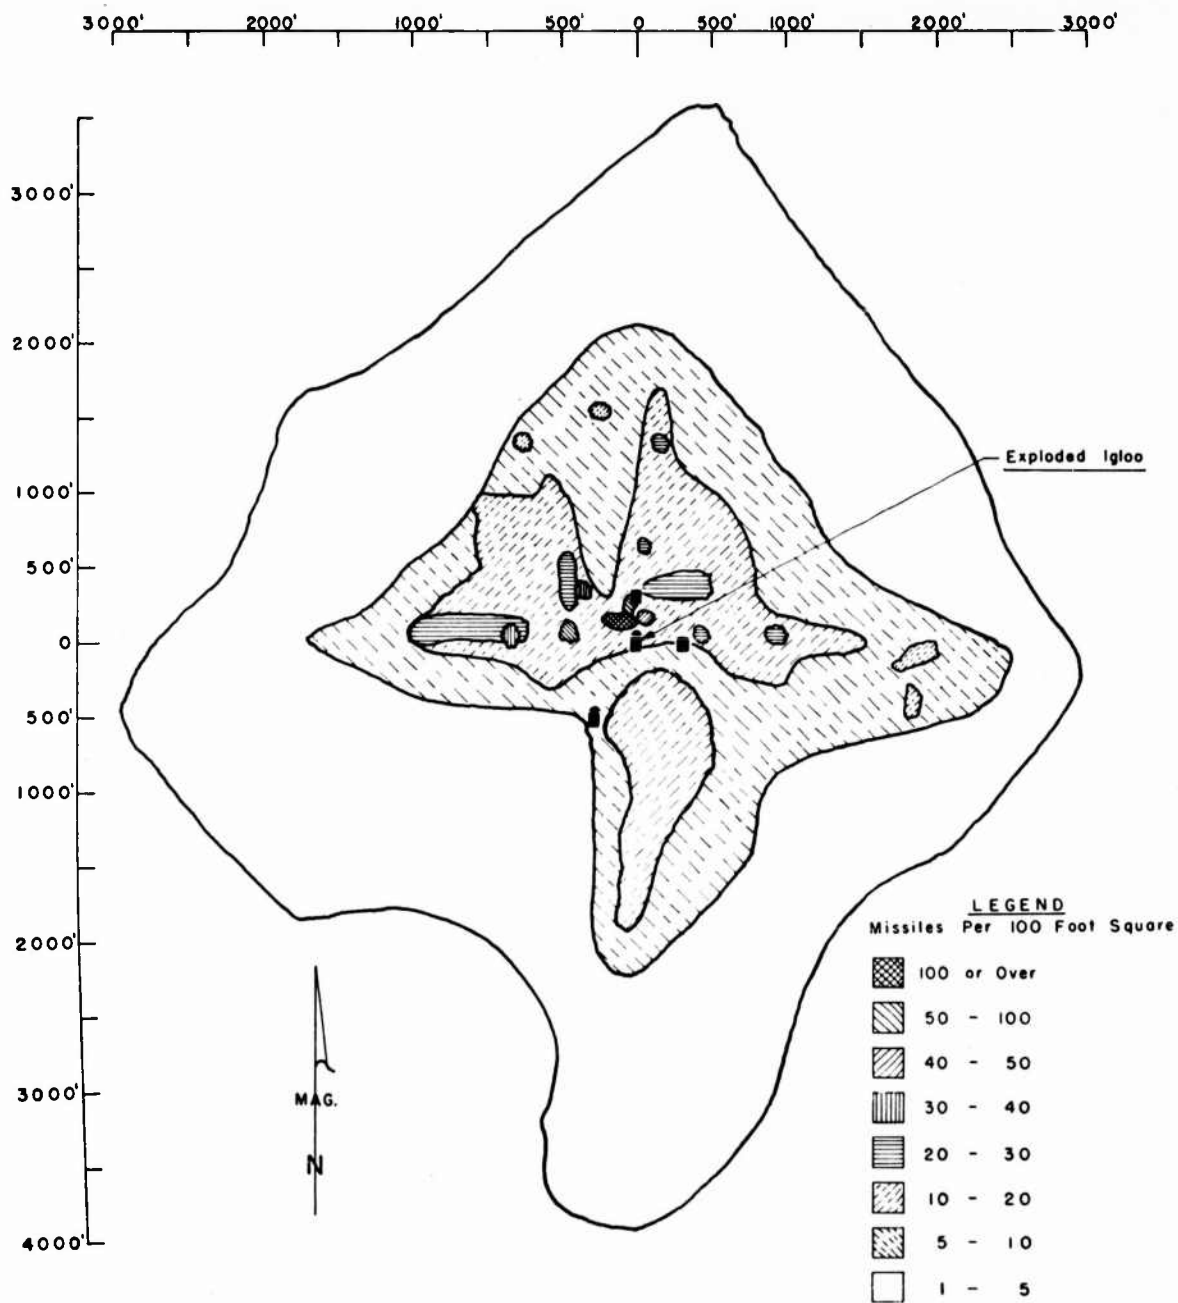 3000' 2000' 1000' 500' 0 500' 1000' 2000' 3000'
3000'
2000'
1000'
500'
0
500'
1000'
2000'
3000'
4000'
Exploded Igloo
MAG.
N
LEGEND
Missiles Per 100 Foot Square
100 or Over
50 - 100
40 - 50
30 - 40
20 - 30
10 - 20
5 - 10
1 - 5